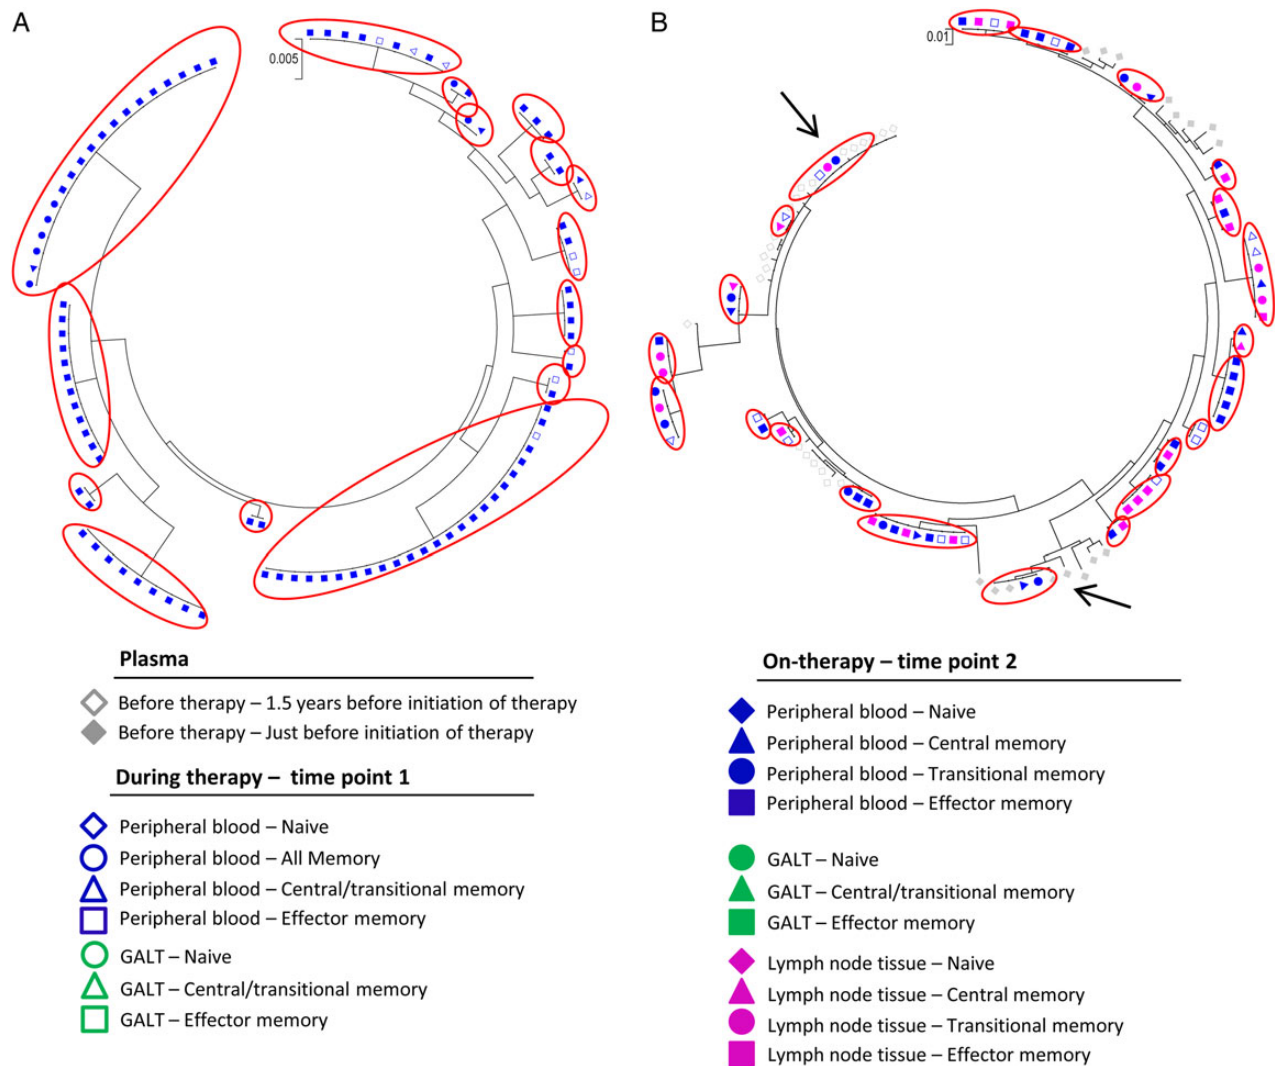 A
B
0.005
0.01
Plasma
Before therapy – 1.5 years before initiation of therapy
Before therapy – Just before initiation of therapy
During therapy – time point 1
Peripheral blood – Naive
Peripheral blood – All Memory
Peripheral blood – Central/transitional memory
Peripheral blood – Effector memory
GALT – Naive
GALT – Central/transitional memory
GALT – Effector memory
On-therapy – time point 2
Peripheral blood – Naive
Peripheral blood – Central memory
Peripheral blood – Transitional memory
Peripheral blood – Effector memory
GALT – Naive
GALT – Central/transitional memory
GALT – Effector memory
Lymph node tissue – Naive
Lymph node tissue – Central memory
Lymph node tissue – Transitional memory
Lymph node tissue – Effector memory